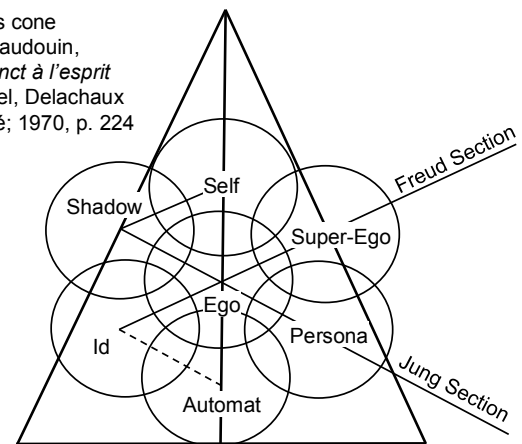 s cone
audouin,
nct à l'esprit
el, Delachaux
é; 1970, p. 224
Freud Section
Self
Shadow
Super-Ego
Ego
Persona
Id
Jung Section
Automat